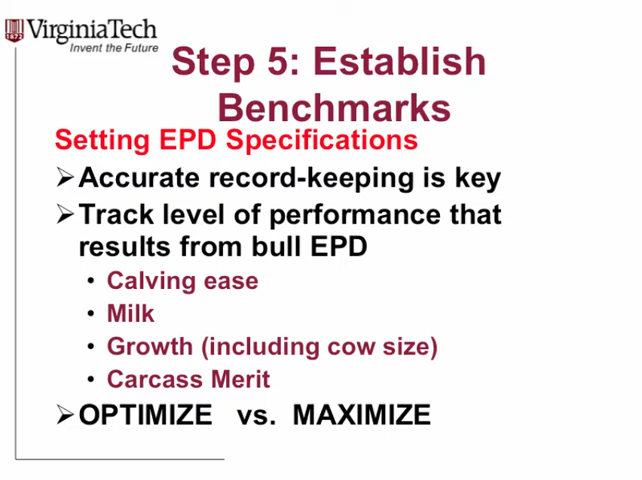 VirginiaTech
Invent the Future
1872
Step 5: Establish
Benchmarks
Setting EPD Specifications
➢Accurate record-keeping is key
➢Track level of performance that
results from bull EPD
• Calving ease
• Milk
• Growth (including cow size)
• Carcass Merit
➢OPTIMIZE vs. MAXIMIZE